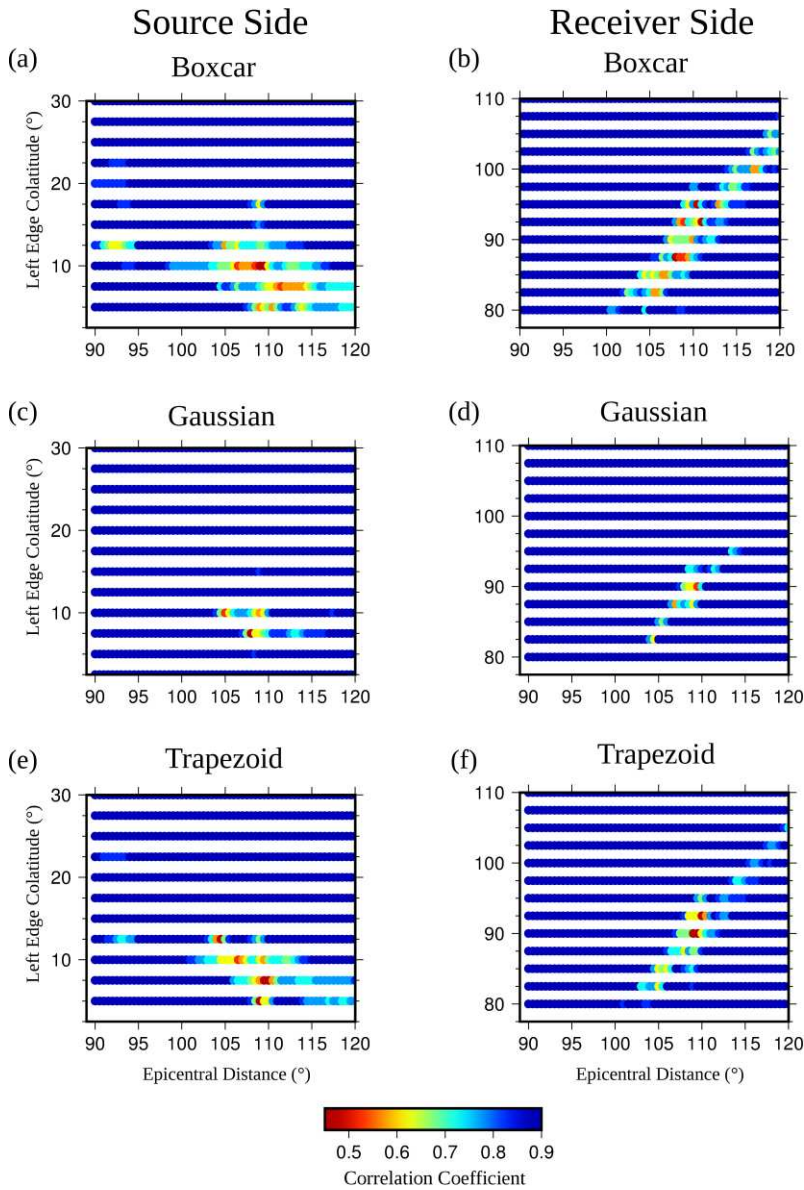 Source Side
Receiver Side
(a)
Boxcar
(b)
Boxcar
Left Edge Colatitude (°)
30
20
10
90 95 100 105 110 115 120
110
100
90
80
90 95 100 105 110 115 120
(c)
Gaussian
(d)
Gaussian
Left Edge Colatitude (°)
30
20
10
90 95 100 105 110 115 120
110
100
90
80
90 95 100 105 110 115 120
(e)
Trapezoid
(f)
Trapezoid
Left Edge Colatitude (°)
30
20
10
90 95 100 105 110 115 120
Epicentral Distance (°)
110
100
90
80
90 95 100 105 110 115 120
Epicentral Distance (°)
0.5 0.6 0.7 0.8 0.9
Correlation Coefficient